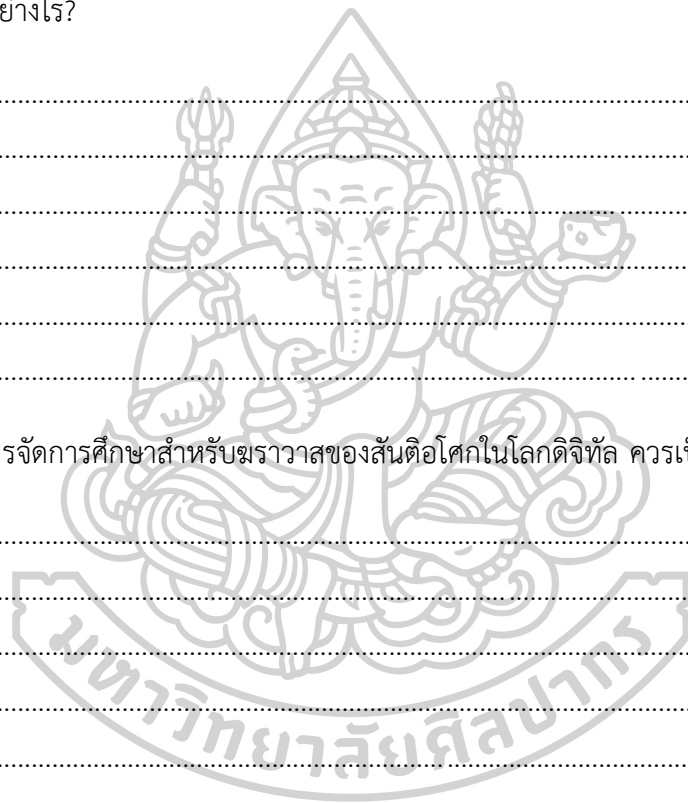 ย่างไร?
รจัดการศึกษาสำหรับฆราวาสของสันติอโศกในโลกดิจิทัล ควรเป็
มหาวิทยาลัยศิลปากร